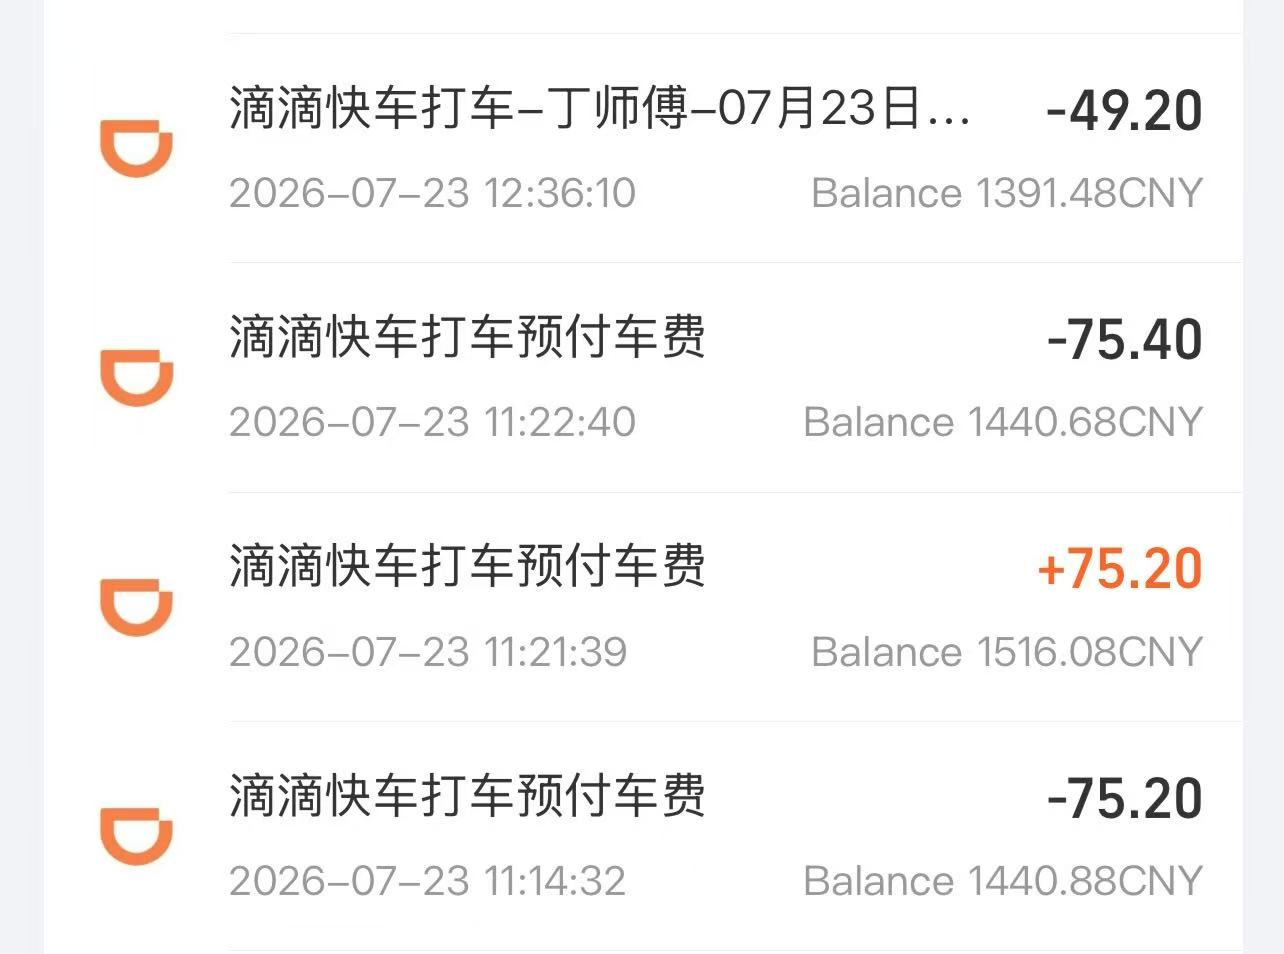 滴滴快车打车-丁师傅-07月23日... -49.20
2026-07-23 12:36:10 Balance 1391.48CNY
滴滴快车打车预付车费 -75.40
2026-07-23 11:22:40 Balance 1440.68CNY
滴滴快车打车预付车费 +75.20
2026-07-23 11:21:39 Balance 1516.08CNY
滴滴快车打车预付车费 -75.20
2026-07-23 11:14:32 Balance 1440.88CNY